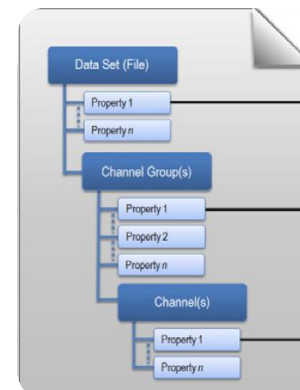 Data Set (File)
Property 1
Property n
Channel Group(s)
Property 1
Property 2
Property n
Channel(s)
Property 1
Property n